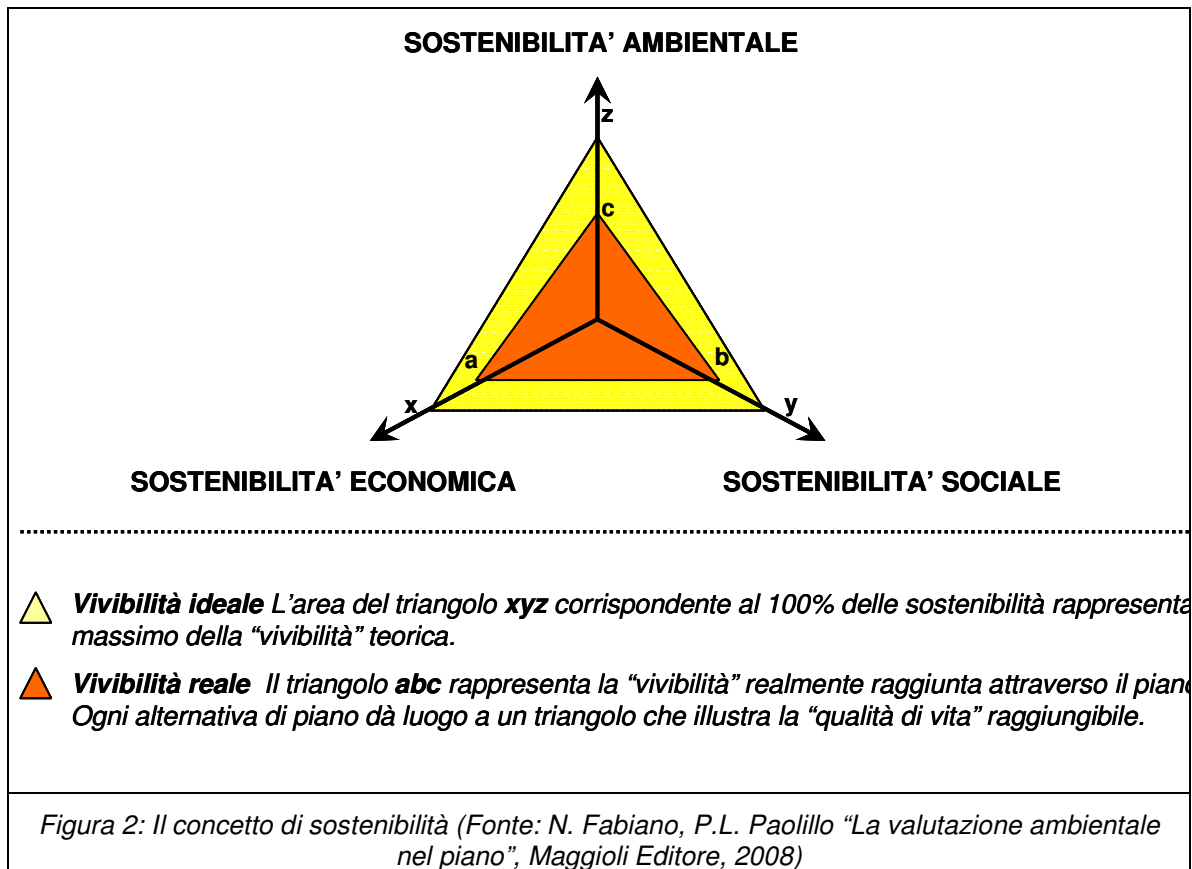 SOSTENIBILITA' AMBIENTALE
z
c
a
b
x
y
SOSTENIBILITA' ECONOMICA
SOSTENIBILITA' SOCIALE
Vivibilità ideale L'area del triangolo xyz corrispondente al 100% delle sostenibilità rappresenta
massimo della “vivibilità” teorica.
Vivibilità reale Il triangolo abc rappresenta la “vivibilità” realmente raggiunta attraverso il piano
Ogni alternativa di piano dà luogo a un triangolo che illustra la “qualità di vita” raggiungibile.
Figura 2: Il concetto di sostenibilità (Fonte: N. Fabiano, P.L. Paolillo “La valutazione ambientale
nel piano”, Maggioli Editore, 2008)